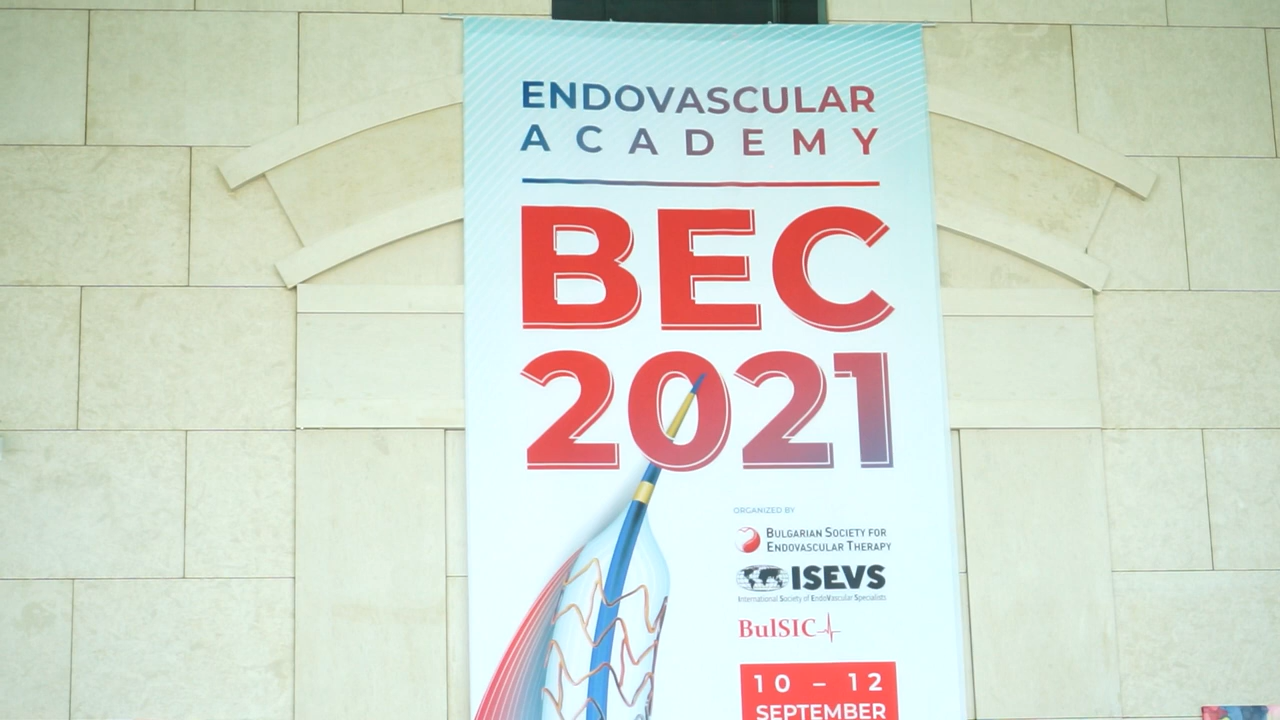 ENDOVASCULAR
ACADEMY
BEC
2021
ORGANIZED BY
BULGARIAN SOCIETY FOR
ENDOVASCULAR THERAPY
ISEVS
International Society of EndoVascular Specialists
BulSIC
10 – 12
SEPTEMBER